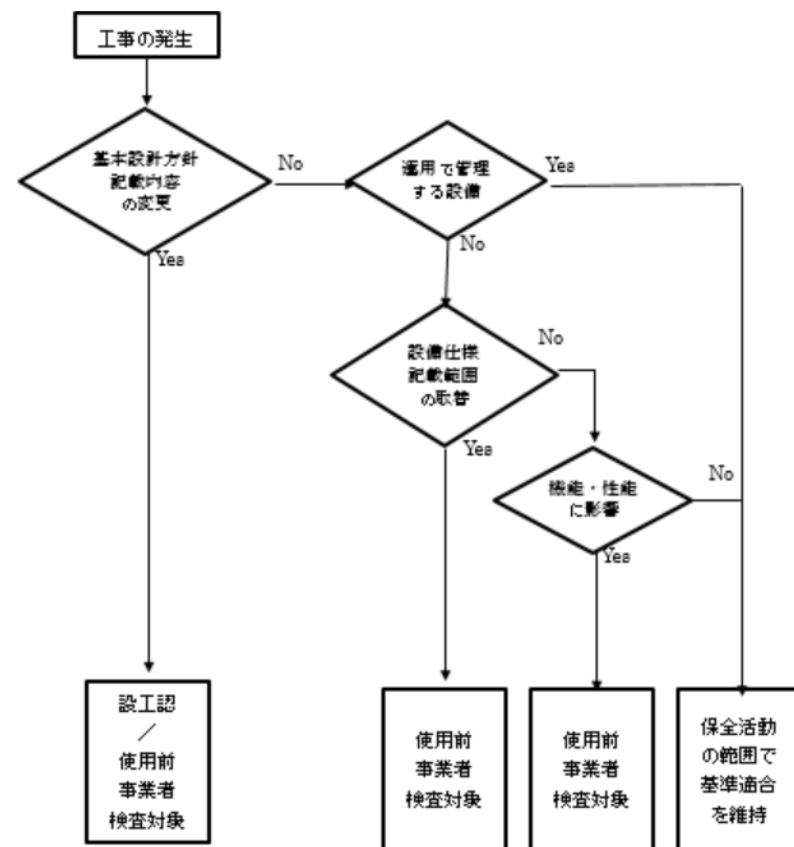 工事の発生
基本設計方針
記載内容
の変更
No
Yes
運用で管理
する設備
Yes
No
設備仕様
記載範囲
の取替
No
Yes
機能・性能
に影響
No
Yes
設工認
／
使用前
事業者
検査対象
使用前
事業者
検査対象
使用前
事業者
検査対象
保全活動
の範囲で
基準適合
を維持